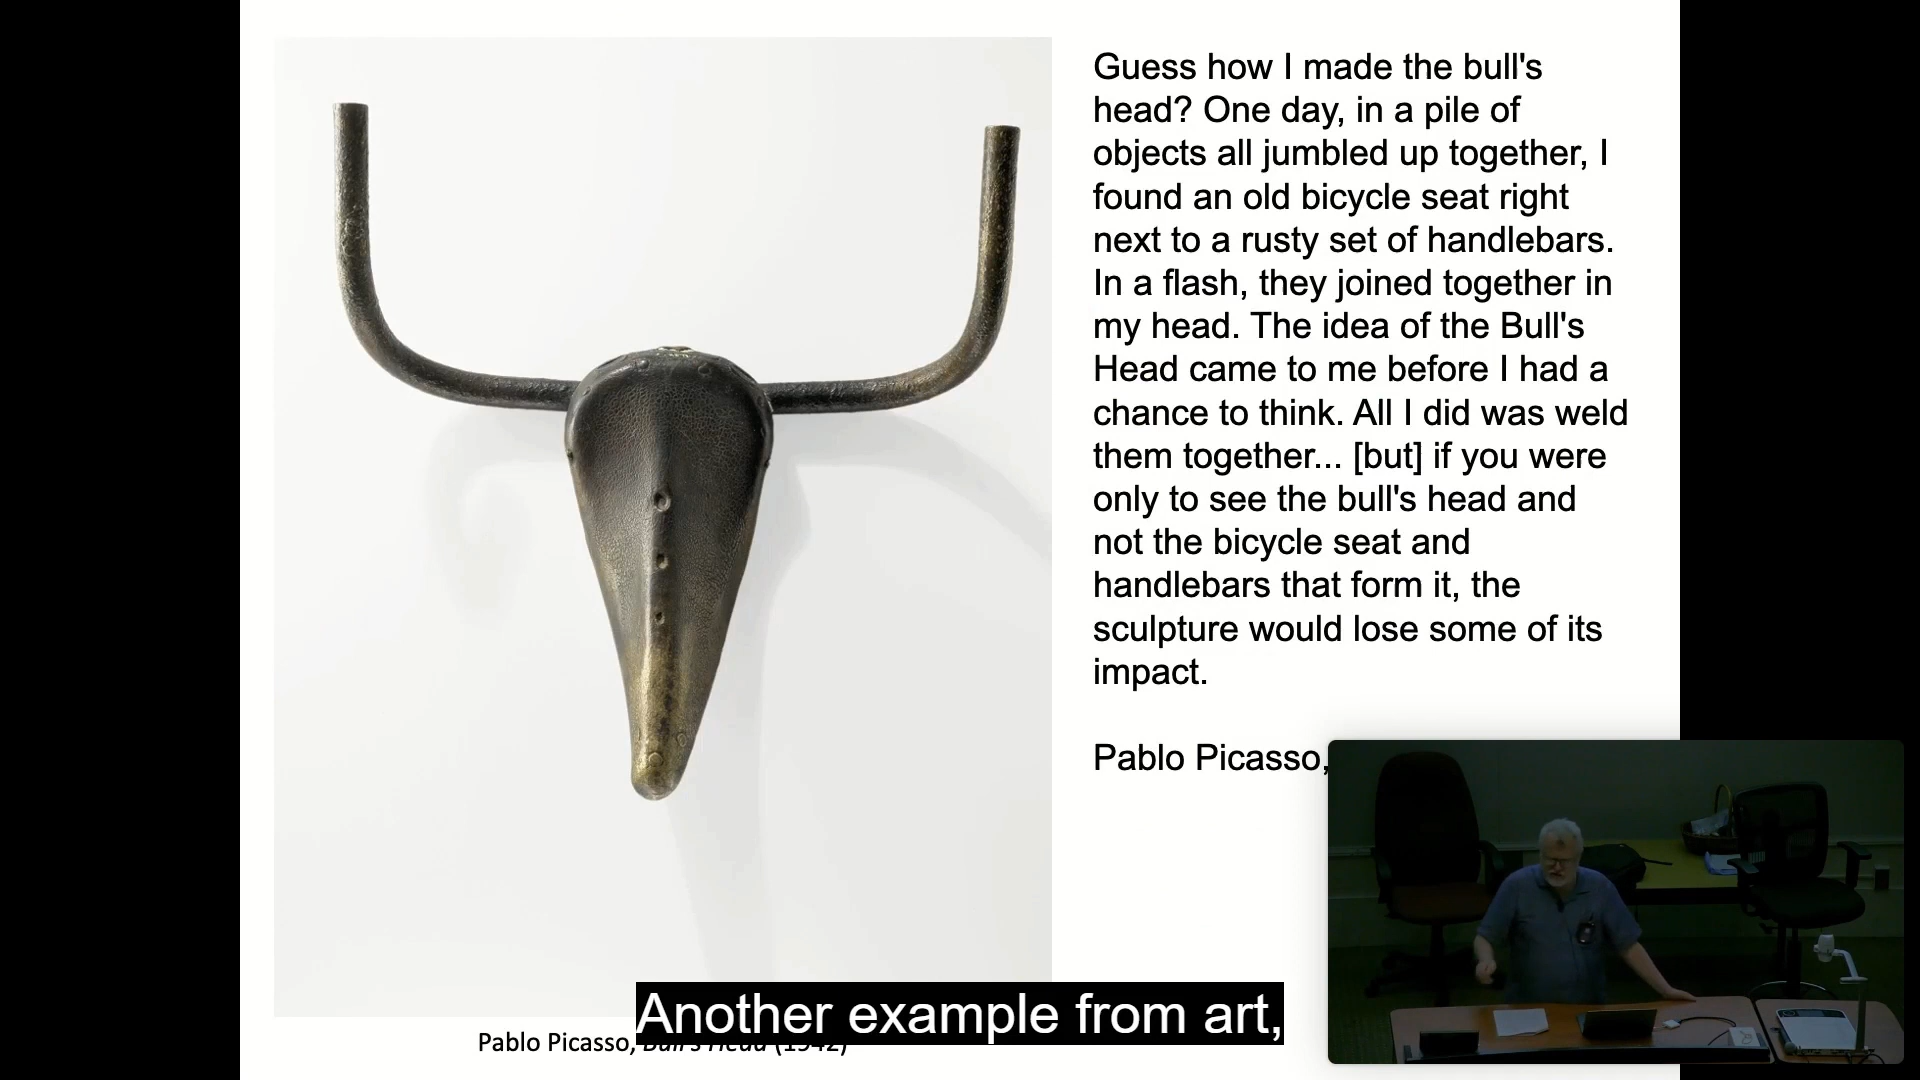 Guess how I made the bull's
head? One day, in a pile of
objects all jumbled up together, I
found an old bicycle seat right
next to a rusty set of handlebars.
In a flash, they joined together in
my head. The idea of the Bull's
Head came to me before I had a
chance to think. All I did was weld
them together... [but] if you were
only to see the bull's head and
not the bicycle seat and
handlebars that form it, the
sculpture would lose some of its
impact.
Pablo Picasso,
Another example from art,
Pablo Picasso, Bull's Head (1942)